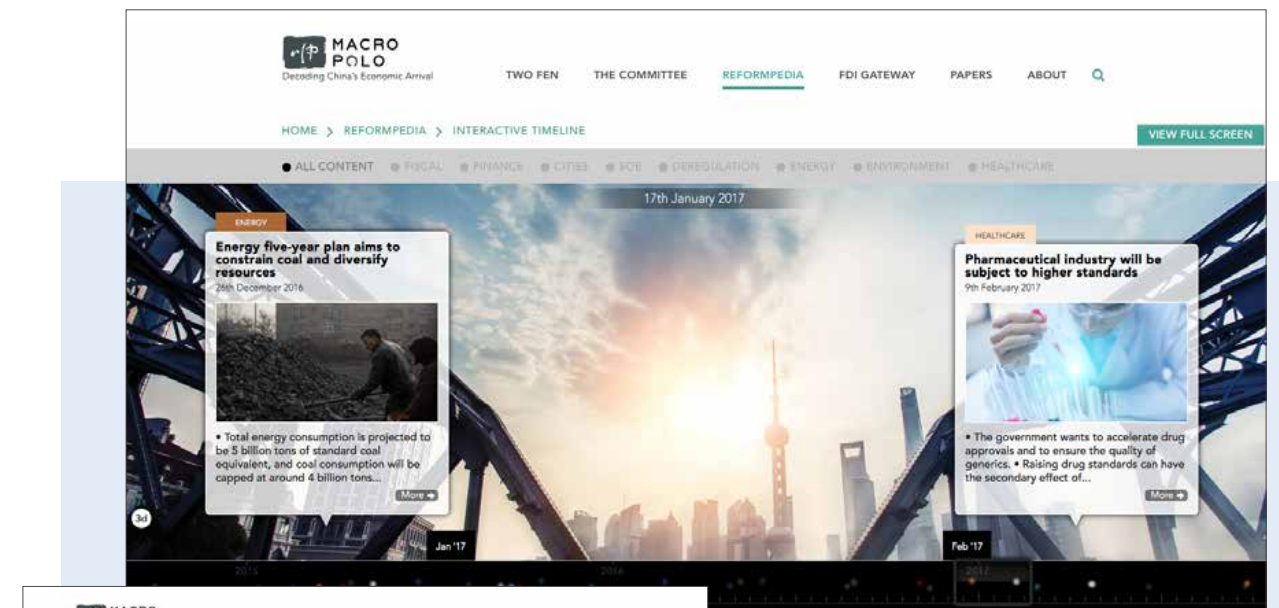 MACRO
POLO
Decoding China's Economic Arrival
TWO FEN THE COMMITTEE REFORMPEDIA FDI GATEWAY PAPERS ABOUT
HOME > REFORMPEDIA > INTERACTIVE TIMELINE
VIEW FULL SCREEN
ALL CONTENT FISCAL FINANCE CITIES SOE DEREGULATION ENERGY ENVIRONMENT HEALTHCARE
17th January 2017
ENERGY
Energy five-year plan aims to
constrain coal and diversify
resources
26th December 2016
• Total energy consumption is projected to
be 5 billion tons of standard coal
equivalent, and coal consumption will be
capped at around 4 billion tons...
More
HEALTHCARE
Pharmaceutical industry will be
subject to higher standards
9th February 2017
• The government wants to accelerate drug
approvals and to ensure the quality of
generics. • Raising drug standards can have
the secondary effect of...
More
3d
Jan '17
Feb '17
2015 2016 2017